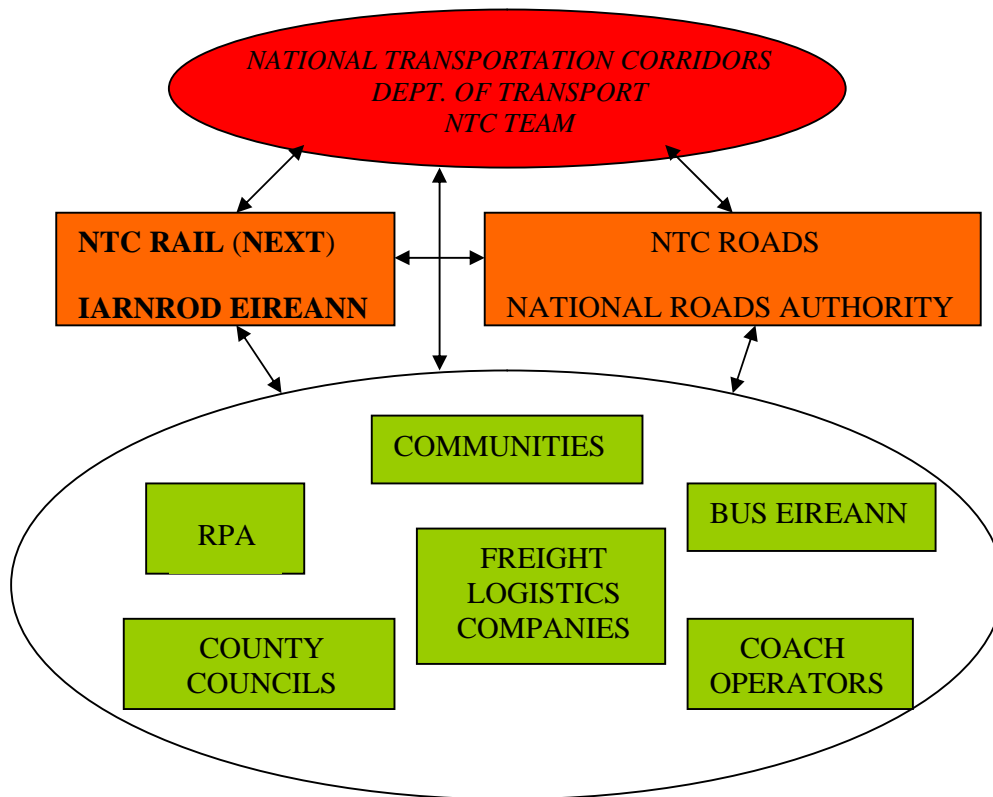 NATIONAL TRANSPORTATION CORRIDORS
DEPT. OF TRANSPORT
NTC TEAM
NTC RAIL (NEXT)
IARNROD EIREANN
NTC ROADS
NATIONAL ROADS AUTHORITY
COMMUNITIES
RPA
BUS EIREANN
FREIGHT
LOGISTICS
COMPANIES
COUNTY
COUNCILS
COACH
OPERATORS